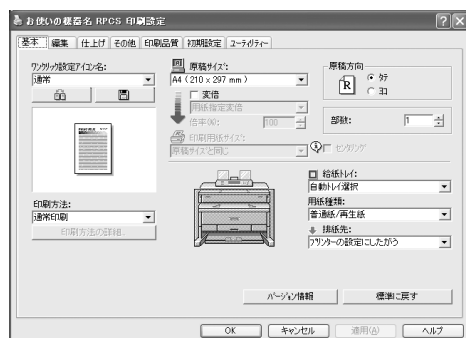 お使いの機器名 RPCS 印刷設定
基本 編集 仕上げ その他 印刷品質 初期設定 ユーティリティー
ワンクリック設定アイコン名:
通常
印刷方法:
通常印刷
印刷方法の詳細...
原稿サイズ:
A4 (210 x 297 mm)
変倍
用紙指定変倍
倍率(%): 100
印刷用紙サイズ:
原稿サイズと同じ
原稿方向
R
タテ
ヨコ
部数: 1
センタリング
給紙トレイ:
自動トレイ選択
用紙種類:
普通紙/再生紙
排紙先:
プリンターの設定にしたがう
バージョン情報 標準に戻す
OK キャンセル 適用(A) ヘルプ